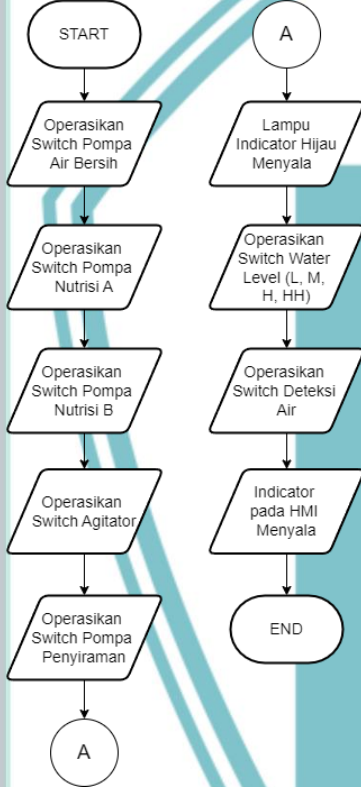 START
Operasikan
Switch Pompa
Air Bersih
Operasikan
Switch Pompa
Nutrisi A
Operasikan
Switch Pompa
Nutrisi B
Operasikan
Switch Agitator
Operasikan
Switch Pompa
Penyiraman
A
A
Lampu
Indicator Hijau
Menyala
Operasikan
Switch Water
Level (L, M,
H, HH)
Operasikan
Switch Deteksi
Air
Indicator
pada HMI
Menyala
END